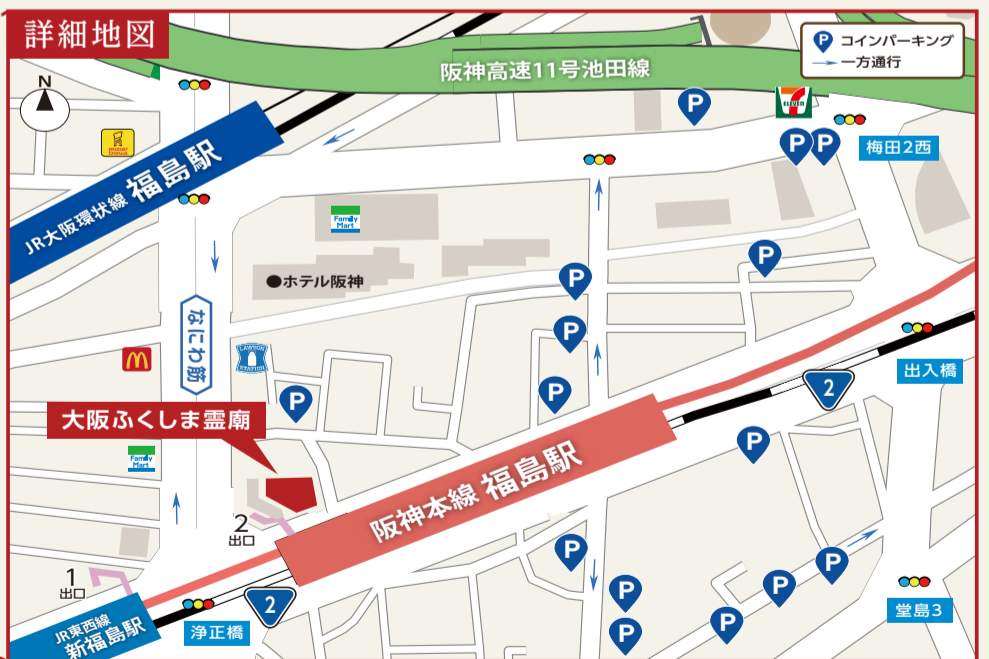 詳細地図
N
阪神高速11号池田線
P コインパーキング
一方通行
P
7
ELEVEN
P
P
梅田2西
JR大阪環状線 福島駅
Family
Mart
ホテル阪神
P
P
なにわ筋
P
LAWSON
STATION
P
P
2
出入橋
大阪ふくしま霊廟
Family
Mart
P
阪神本線 福島駅
2
出口
1
出口
2
浄正橋
JR東西線
新福島駅
P
P
P
P
P
P
堂島3